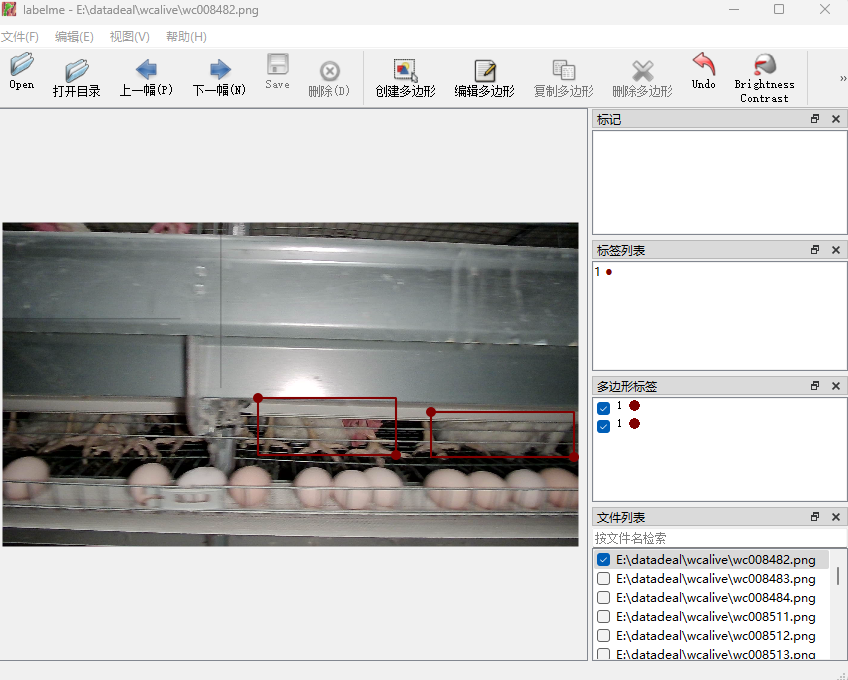 labelme - E:\datadeal\wcalive\wc008482.png
文件(F) 编辑(E) 视图(V) 帮助(H)
Open 打开目录 上一幅(P) 下一幅(N) Save 删除(D) 创建多边形 编辑多边形 复制多边形 删除多边形 Undo Brightness Contrast »
标记
标签列表
1
多边形标签
1
1
文件列表
按文件名检索
E:\datadeal\wcalive\wc008482.png
E:\datadeal\wcalive\wc008483.png
E:\datadeal\wcalive\wc008484.png
E:\datadeal\wcalive\wc008511.png
E:\datadeal\wcalive\wc008512.png
E:\datadeal\wcalive\wc008513.png